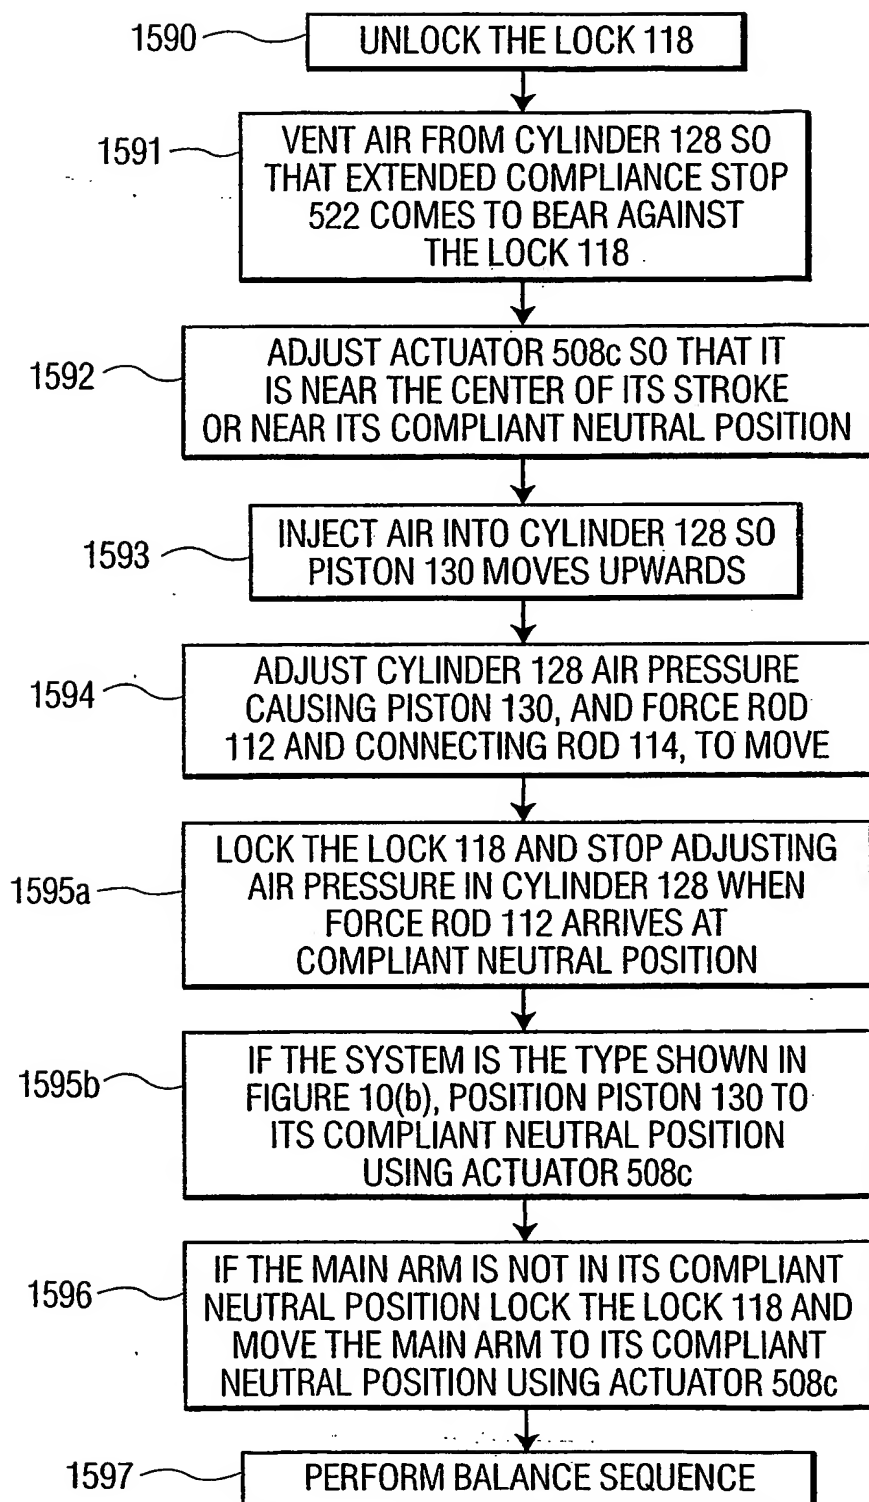 1590
UNLOCK THE LOCK 118
1591
VENT AIR FROM CYLINDER 128 SO
THAT EXTENDED COMPLIANCE STOP
522 COMES TO BEAR AGAINST
THE LOCK 118
1592
ADJUST ACTUATOR 508c SO THAT IT
IS NEAR THE CENTER OF ITS STROKE
OR NEAR ITS COMPLIANT NEUTRAL POSITION
1593
INJECT AIR INTO CYLINDER 128 SO
PISTON 130 MOVES UPWARDS
1594
ADJUST CYLINDER 128 AIR PRESSURE
CAUSING PISTON 130, AND FORCE ROD
112 AND CONNECTING ROD 114, TO MOVE
1595a
LOCK THE LOCK 118 AND STOP ADJUSTING
AIR PRESSURE IN CYLINDER 128 WHEN
FORCE ROD 112 ARRIVES AT
COMPLIANT NEUTRAL POSITION
1595b
IF THE SYSTEM IS THE TYPE SHOWN IN
FIGURE 10(b), POSITION PISTON 130 TO
ITS COMPLIANT NEUTRAL POSITION
USING ACTUATOR 508c
1596
IF THE MAIN ARM IS NOT IN ITS COMPLIANT
NEUTRAL POSITION LOCK THE LOCK 118 AND
MOVE THE MAIN ARM TO ITS COMPLIANT
NEUTRAL POSITION USING ACTUATOR 508c
1597
PERFORM BALANCE SEQUENCE